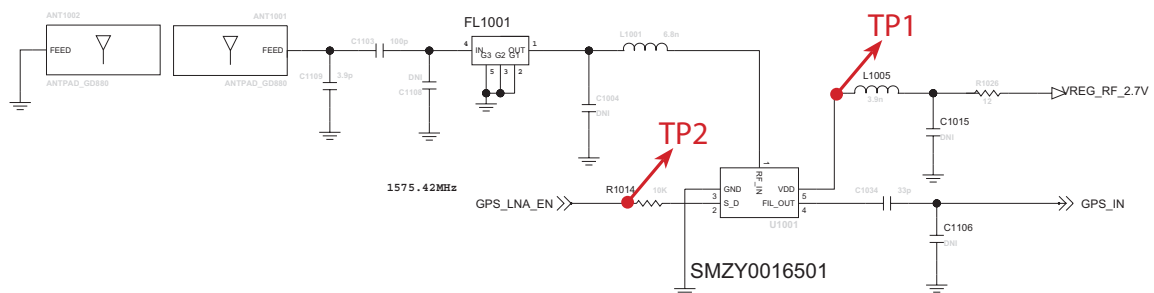 ANT1002
FEED
ANTPAD_GD880
ANT1001
FEED
ANTPAD_GD880
C1109
3.9p
C1103
100p
DNI
C1108
FL1001
4
IN
OUT
1
G3
G2
G1
5
3
2
C1004
DNI
L1001
6.8n
TP1
L1005
3.9n
R1026
12
VREG_RF_2.7V
C1015
DNI
TP2
1575.42MHz
R1014
10K
GPS_LNA_EN
1
RF_IN
GND
3
S_D
2
VDD
5
FIL_OUT
4
U1001
SMZY0016501
C1034
33p
GPS_IN
C1106
DNI